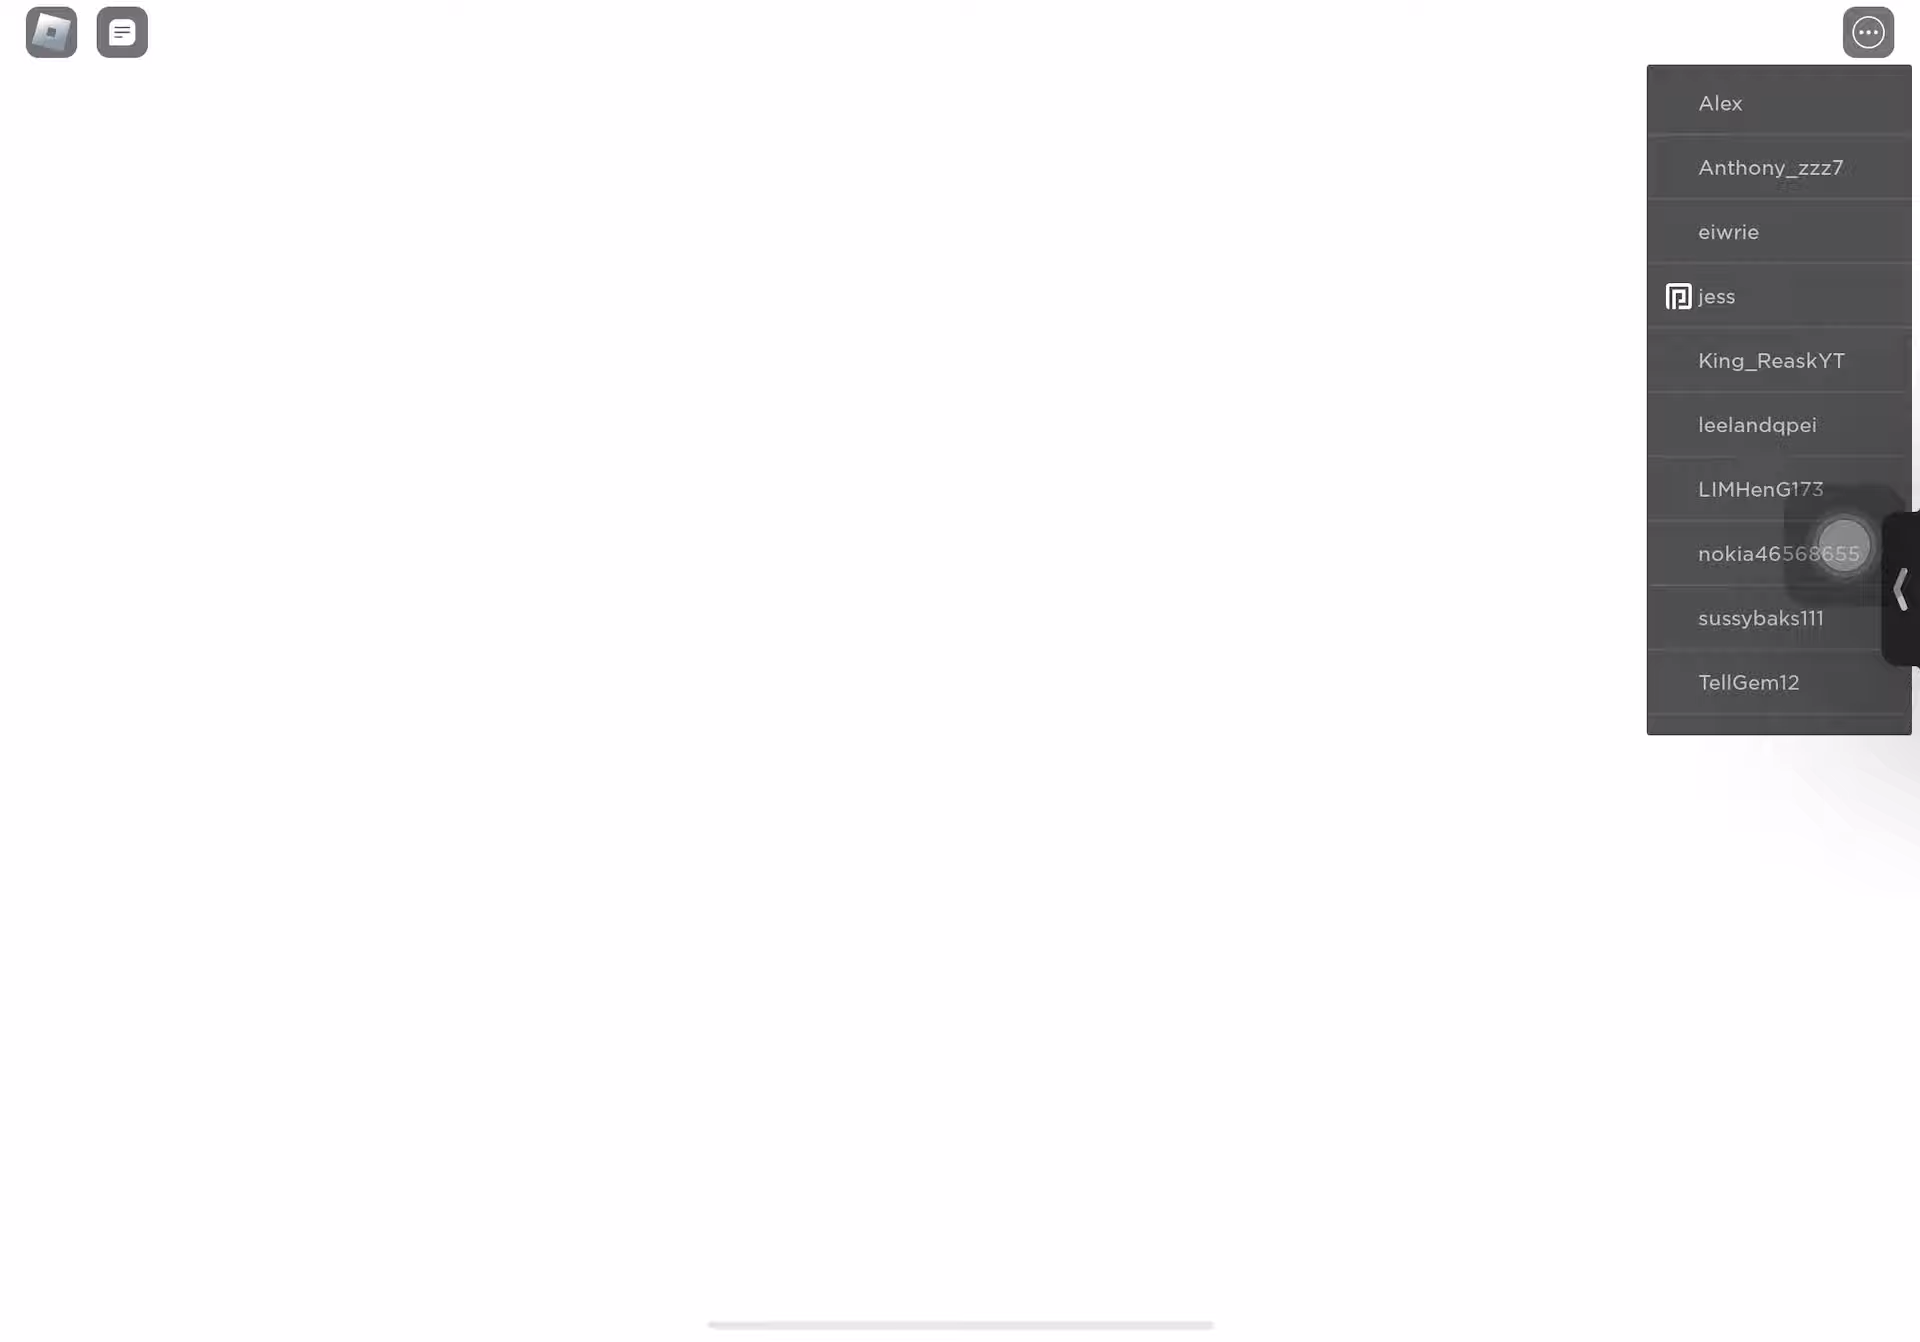 Alex
Anthony_zzz7
eiwrie
jess
King_ReaskYT
leelandqpei
LIMHenG173
nokia46568655
sussybaks111
TellGem12